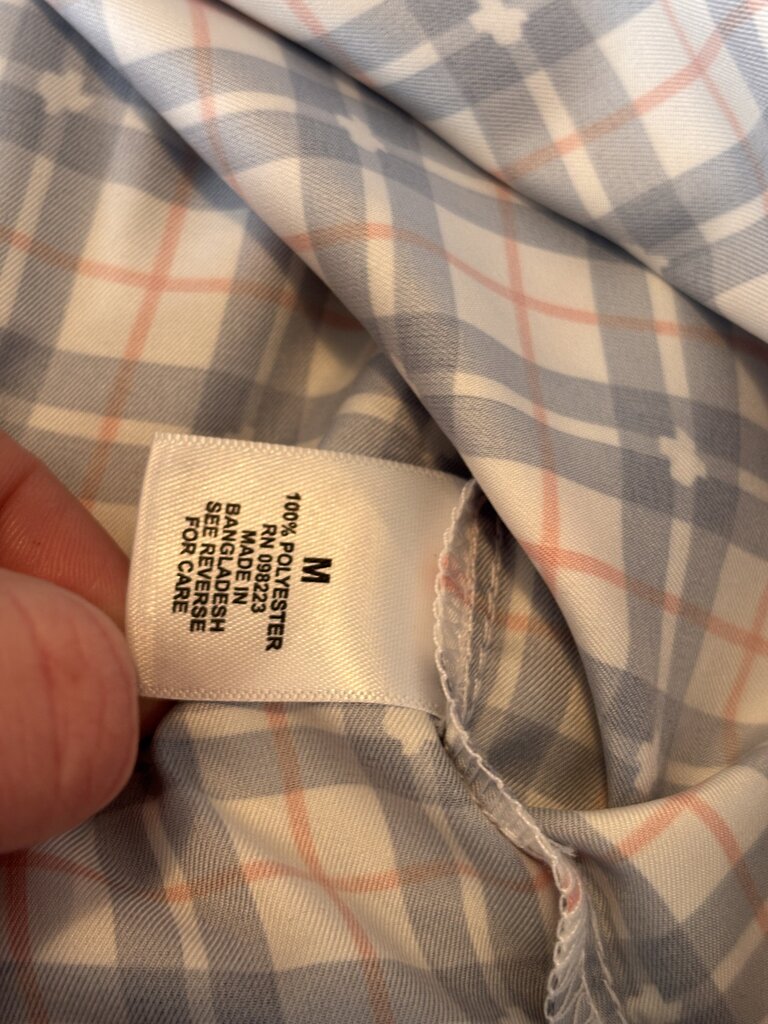 M
100% POLYESTER
RN 098223
MADE IN
BANGLADESH
SEE REVERSE
FOR CARE